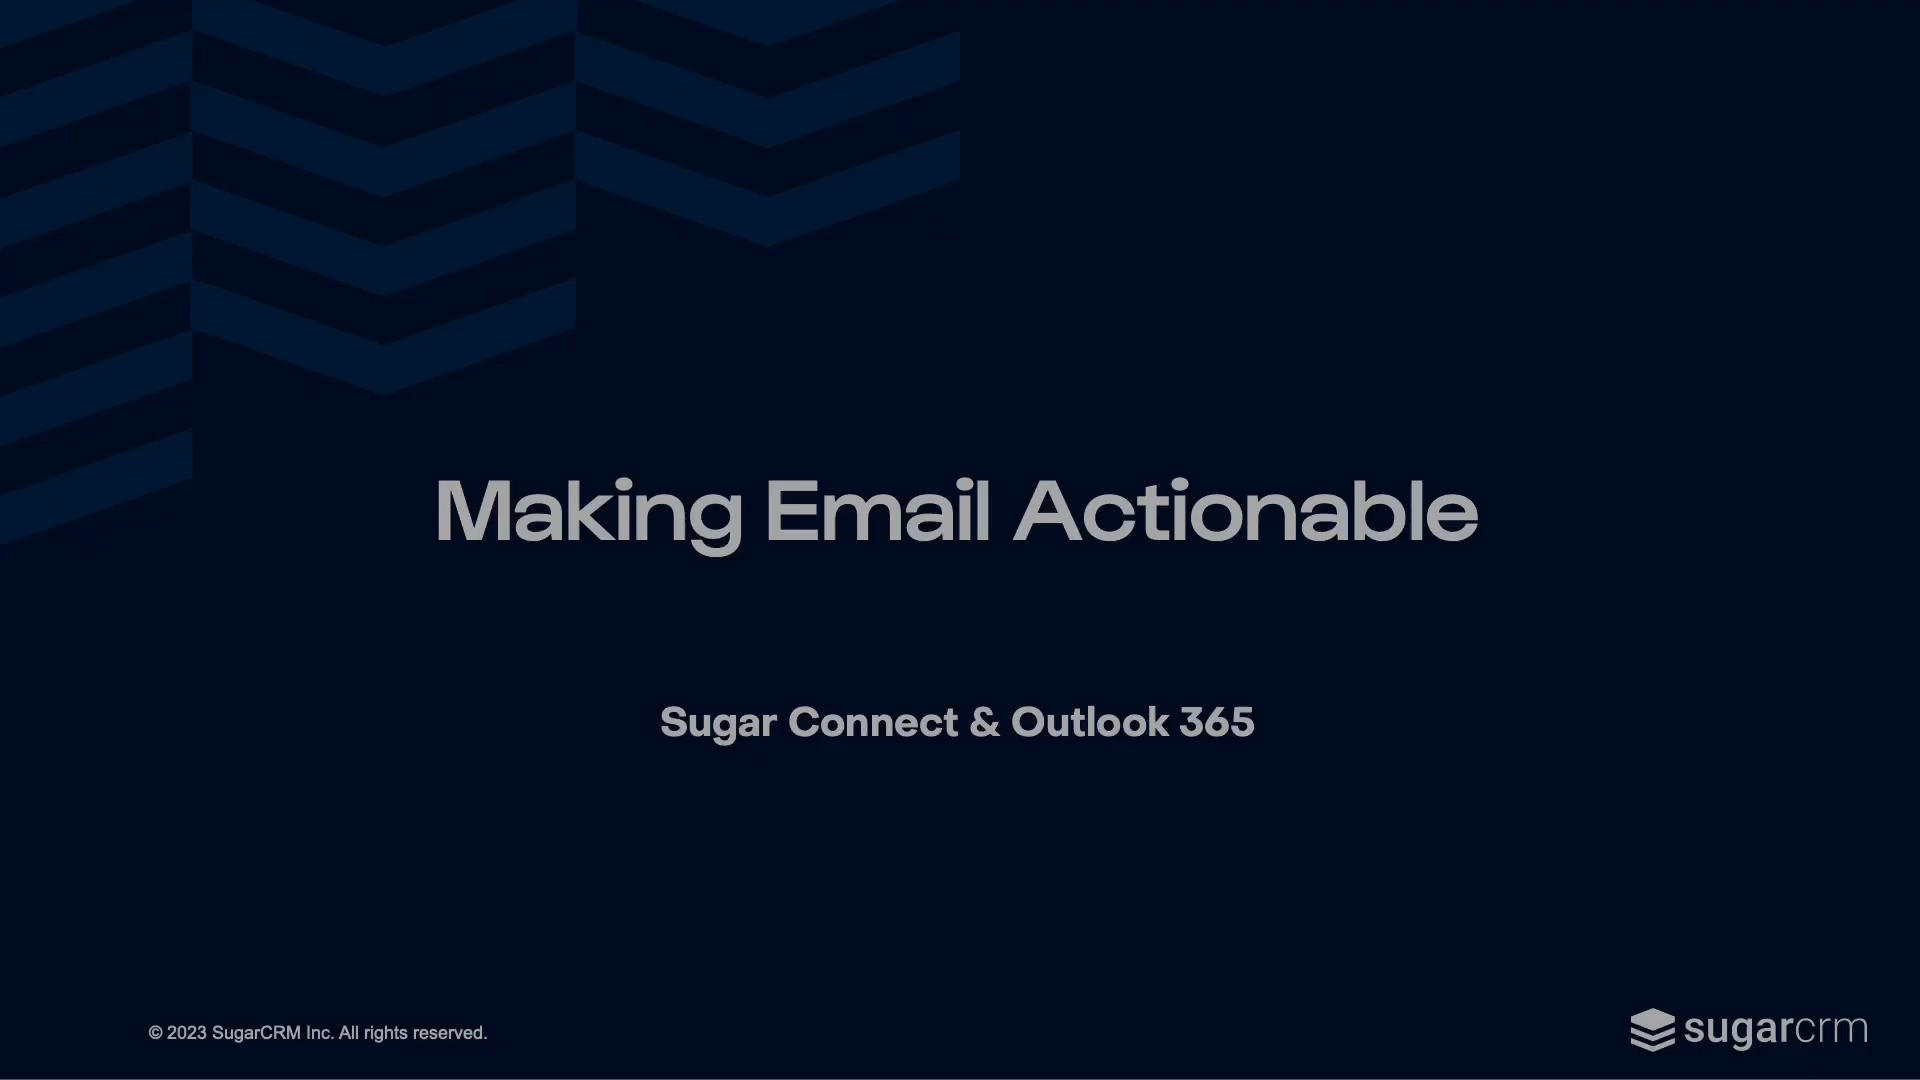 Making Email Actionable
Sugar Connect & Outlook 365
© 2023 SugarCRM Inc. All rights reserved.
sugarcrm